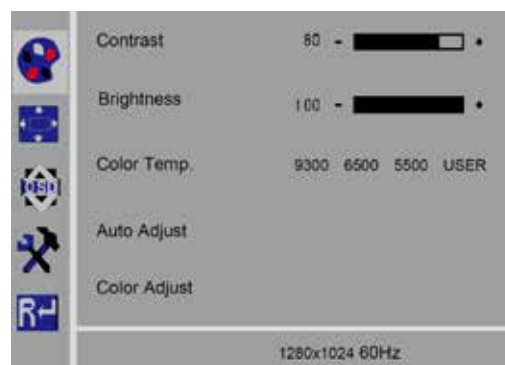 Contrast 80 - +
Brightness 100 - +
Color Temp. 9300 6500 5500 USER
OSD
Auto Adjust
Color Adjust
R
1280x1024 60Hz